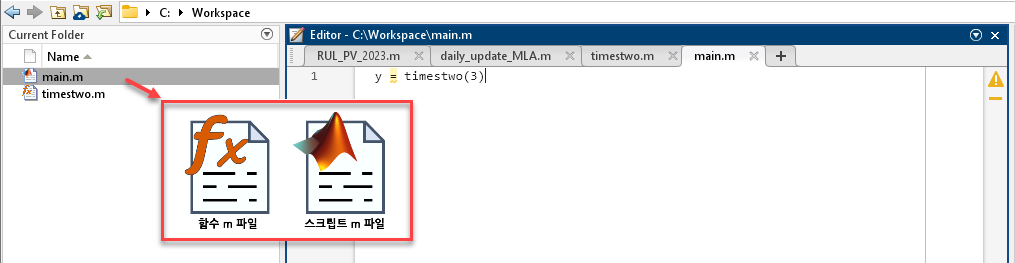 C: Workspace
Current Folder
Name
main.m
timestwo.m
fx
함수 m 파일
스크립트 m 파일
Editor - C:\Workspace\main.m
RUL_PV_2023.m daily_update_MLA.m timestwo.m main.m
1 y = timestwo(3)